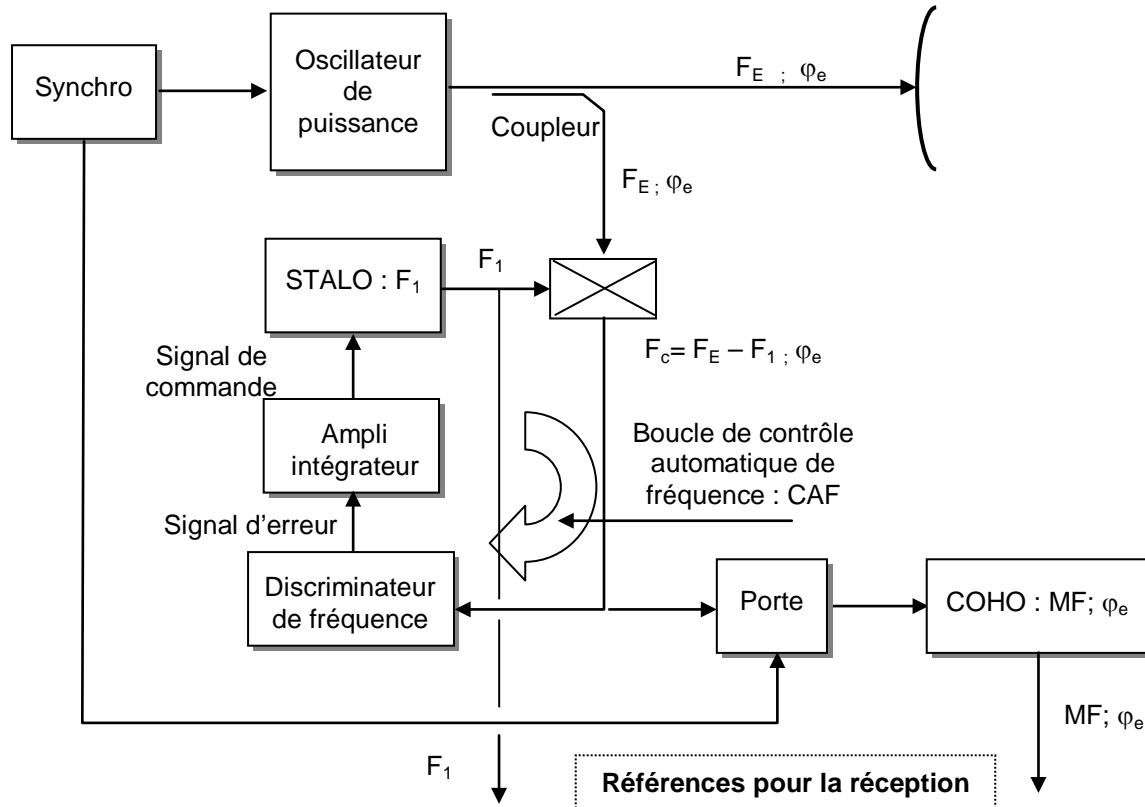 Synchro
Oscillateur
de
puissance
F_E ; φ_e
Coupleur
F_E ; φ_e
STALO : F_1
F_1
F_c= F_E – F_1 ; φ_e
Signal de
commande
Ampli
intégrateur
Boucle de contrôle
automatique de
fréquence : CAF
Signal d'erreur
Discriminateur
de fréquence
Porte
COHO : MF; φ_e
MF; φ_e
F_1
Références pour la réception